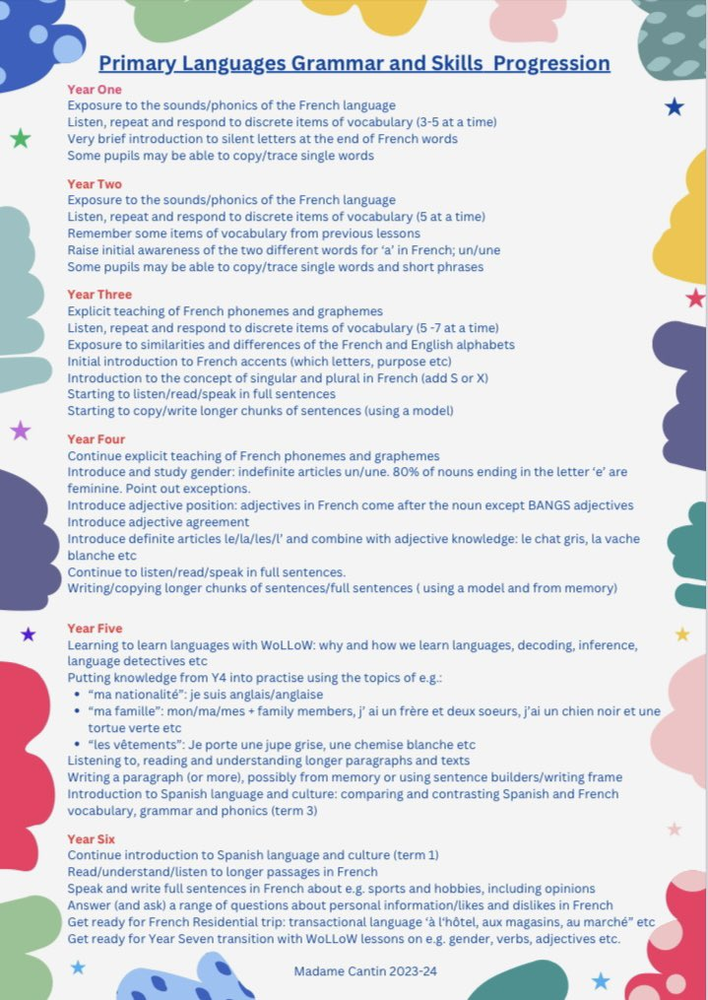 Primary Languages Grammar and Skills Progression
Year One
Exposure to the sounds/phonics of the French language
Listen, repeat and respond to discrete items of vocabulary (3-5 at a time)
Very brief introduction to silent letters at the end of French words
Some pupils may be able to copy/trace single words
Year Two
Exposure to the sounds/phonics of the French language
Listen, repeat and respond to discrete items of vocabulary (5 at a time)
Remember some items of vocabulary from previous lessons
Raise initial awareness of the two different words for ‘a’ in French; un/une
Some pupils may be able to copy/trace single words and short phrases
Year Three
Explicit teaching of French phonemes and graphemes
Listen, repeat and respond to discrete items of vocabulary (5 -7 at a time)
Exposure to similarities and differences of the French and English alphabets
Initial introduction to French accents (which letters, purpose etc)
Introduction to the concept of singular and plural in French (add S or X)
Starting to listen/read/speak in full sentences
Starting to copy/write longer chunks of sentences (using a model)
Year Four
Continue explicit teaching of French phonemes and graphemes
Introduce and study gender: indefinite articles un/une. 80% of nouns ending in the letter ‘e’ are
feminine. Point out exceptions.
Introduce adjective position: adjectives in French come after the noun except BANGS adjectives
Introduce adjective agreement
Introduce definite articles le/la/les/l’ and combine with adjective knowledge: le chat gris, la vache
blanche etc
Continue to listen/read/speak in full sentences.
Writing/copying longer chunks of sentences/full sentences ( using a model and from memory)
Year Five
Learning to learn languages with WoLLoW: why and how we learn languages, decoding, inference,
language detectives etc
Putting knowledge from Y4 into practise using the topics of e.g.:
• “ma nationalité”: je suis anglais/anglaise
• “ma famille”: mon/ma/mes + family members, j’ ai un frère et deux soeurs, j’ai un chien noir et une
tortue verte etc
• “les vêtements”: Je porte une jupe grise, une chemise blanche etc
Listening to, reading and understanding longer paragraphs and texts
Writing a paragraph (or more), possibly from memory or using sentence builders/writing frame
Introduction to Spanish language and culture: comparing and contrasting Spanish and French
vocabulary, grammar and phonics (term 3)
Year Six
Continue introduction to Spanish language and culture (term 1)
Read/understand/listen to longer passages in French
Speak and write full sentences in French about e.g. sports and hobbies, including opinions
Answer (and ask) a range of questions about personal information/likes and dislikes in French
Get ready for French Residential trip: transactional language ‘à l‘hôtel, aux magasins, au marché” etc
Get ready for Year Seven transition with WoLLoW lessons on e.g. gender, verbs, adjectives etc.
Madame Cantin 2023-24